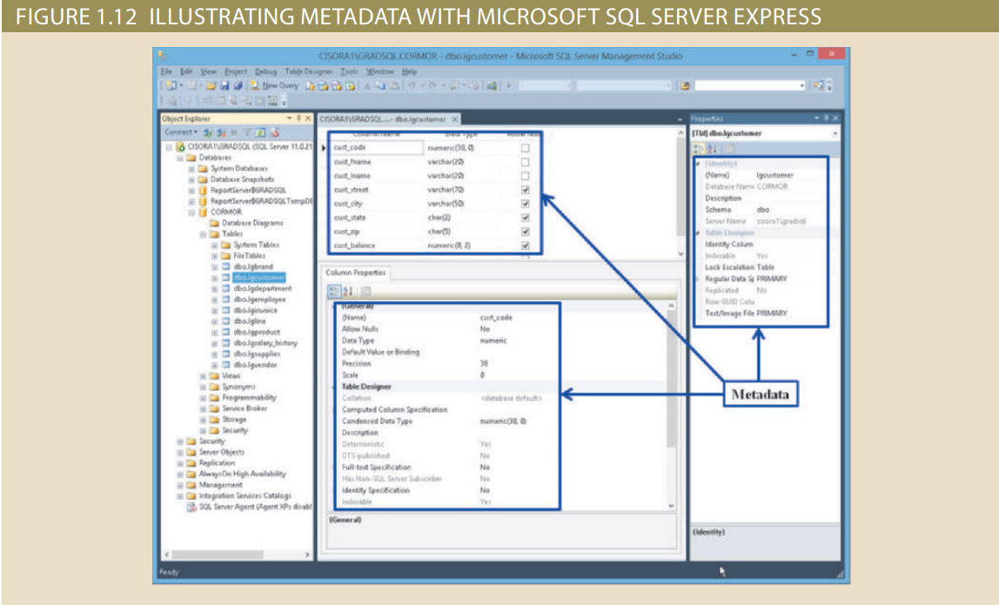 FIGURE 1.12 ILLUSTRATING METADATA WITH MICROSOFT SQL SERVER EXPRESS
CISORA1\GRADSQL.CORMOR - dbo.lgcustomer - Microsoft SQL Server Management Studio
File Edit View Project Debug Table Designer Tools Window Help
New Query
Object Explorer
Connect
CISORA1\GRADSQL (SQL Server 11.0.21
Databases
System Databases
Database Snapshots
ReportServer$GRADSQL
ReportServer$GRADSQLTempDB
CORMOR
Database Diagrams
Tables
System Tables
FileTables
dbo.lgbrand
dbo.lgcustomer
dbo.lgdepartment
dbo.lgemployee
dbo.lginvoice
dbo.lgline
dbo.lgproduct
dbo.lgsalary_history
dbo.lgsupplies
dbo.lgvendor
Views
Synonyms
Programmability
Service Broker
Storage
Security
Security
Server Objects
Replication
AlwaysOn High Availability
Management
Integration Services Catalogs
SQL Server Agent (Agent XPs disabl
CISORA1\GRADSQL....- dbo.lgcustomer
Column Name Data Type Allow Nulls
cust_code numeric(38, 0)
cust_fname varchar(20)
cust_lname varchar(20)
cust_street varchar(70)
cust_city varchar(50)
cust_state char(2)
cust_zip char(5)
cust_balance numeric(8, 2)
Column Properties
(General)
(Name) cust_code
Allow Nulls No
Data Type numeric
Default Value or Binding
Precision 38
Scale 0
Table Designer
Collation <database default>
Computed Column Specification
Condensed Data Type numeric(38, 0)
Description
Deterministic Yes
DTS-published No
Full-text Specification No
Has Non-SQL Server Subscriber No
Identity Specification No
Indexable Yes
(General)
Properties
[Tbl] dbo.lgcustomer
(Identity)
(Name) lgcustomer
Database Name CORMOR
Description
Schema dbo
Server Name cisora1\gradsql
Table Designer
Identity Colum
Indexable Yes
Lock Escalation Table
Regular Data Sp PRIMARY
Replicated No
Row GUID Colu
Text/Image File PRIMARY
Metadata
(Identity)
Ready